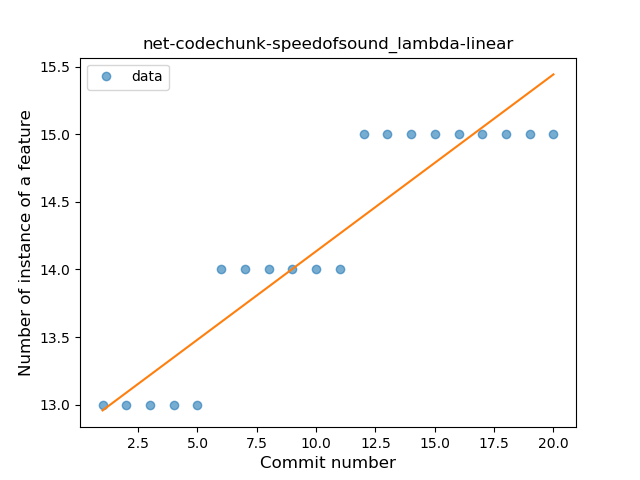 net-codechunk-speedofsound_lambda-linear
data
Number of instance of a feature
15.5
15.0
14.5
14.0
13.5
13.0
2.5 5.0 7.5 10.0 12.5 15.0 17.5 20.0
Commit number